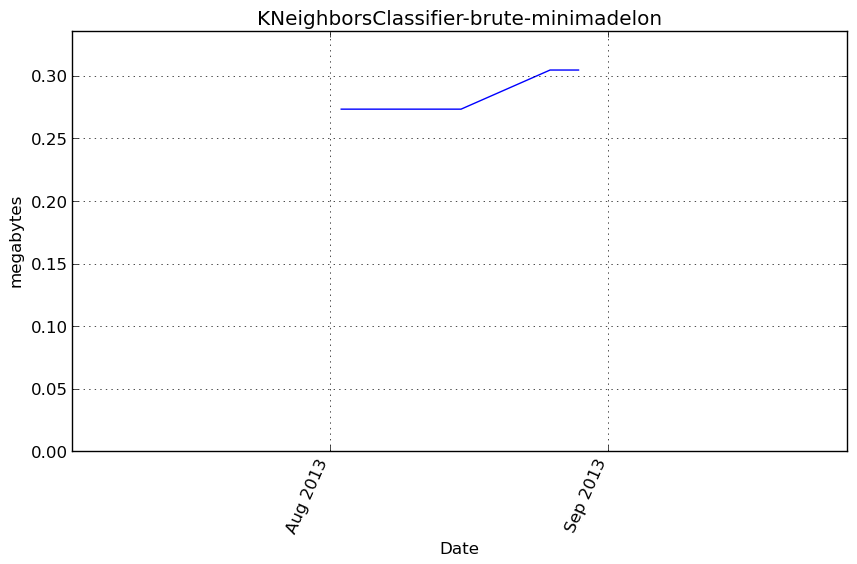 KNeighborsClassifier-brute-minimadelon
0.30
0.25
0.20
0.15
0.10
0.05
0.00
megabytes
Aug 2013
Sep 2013
Date